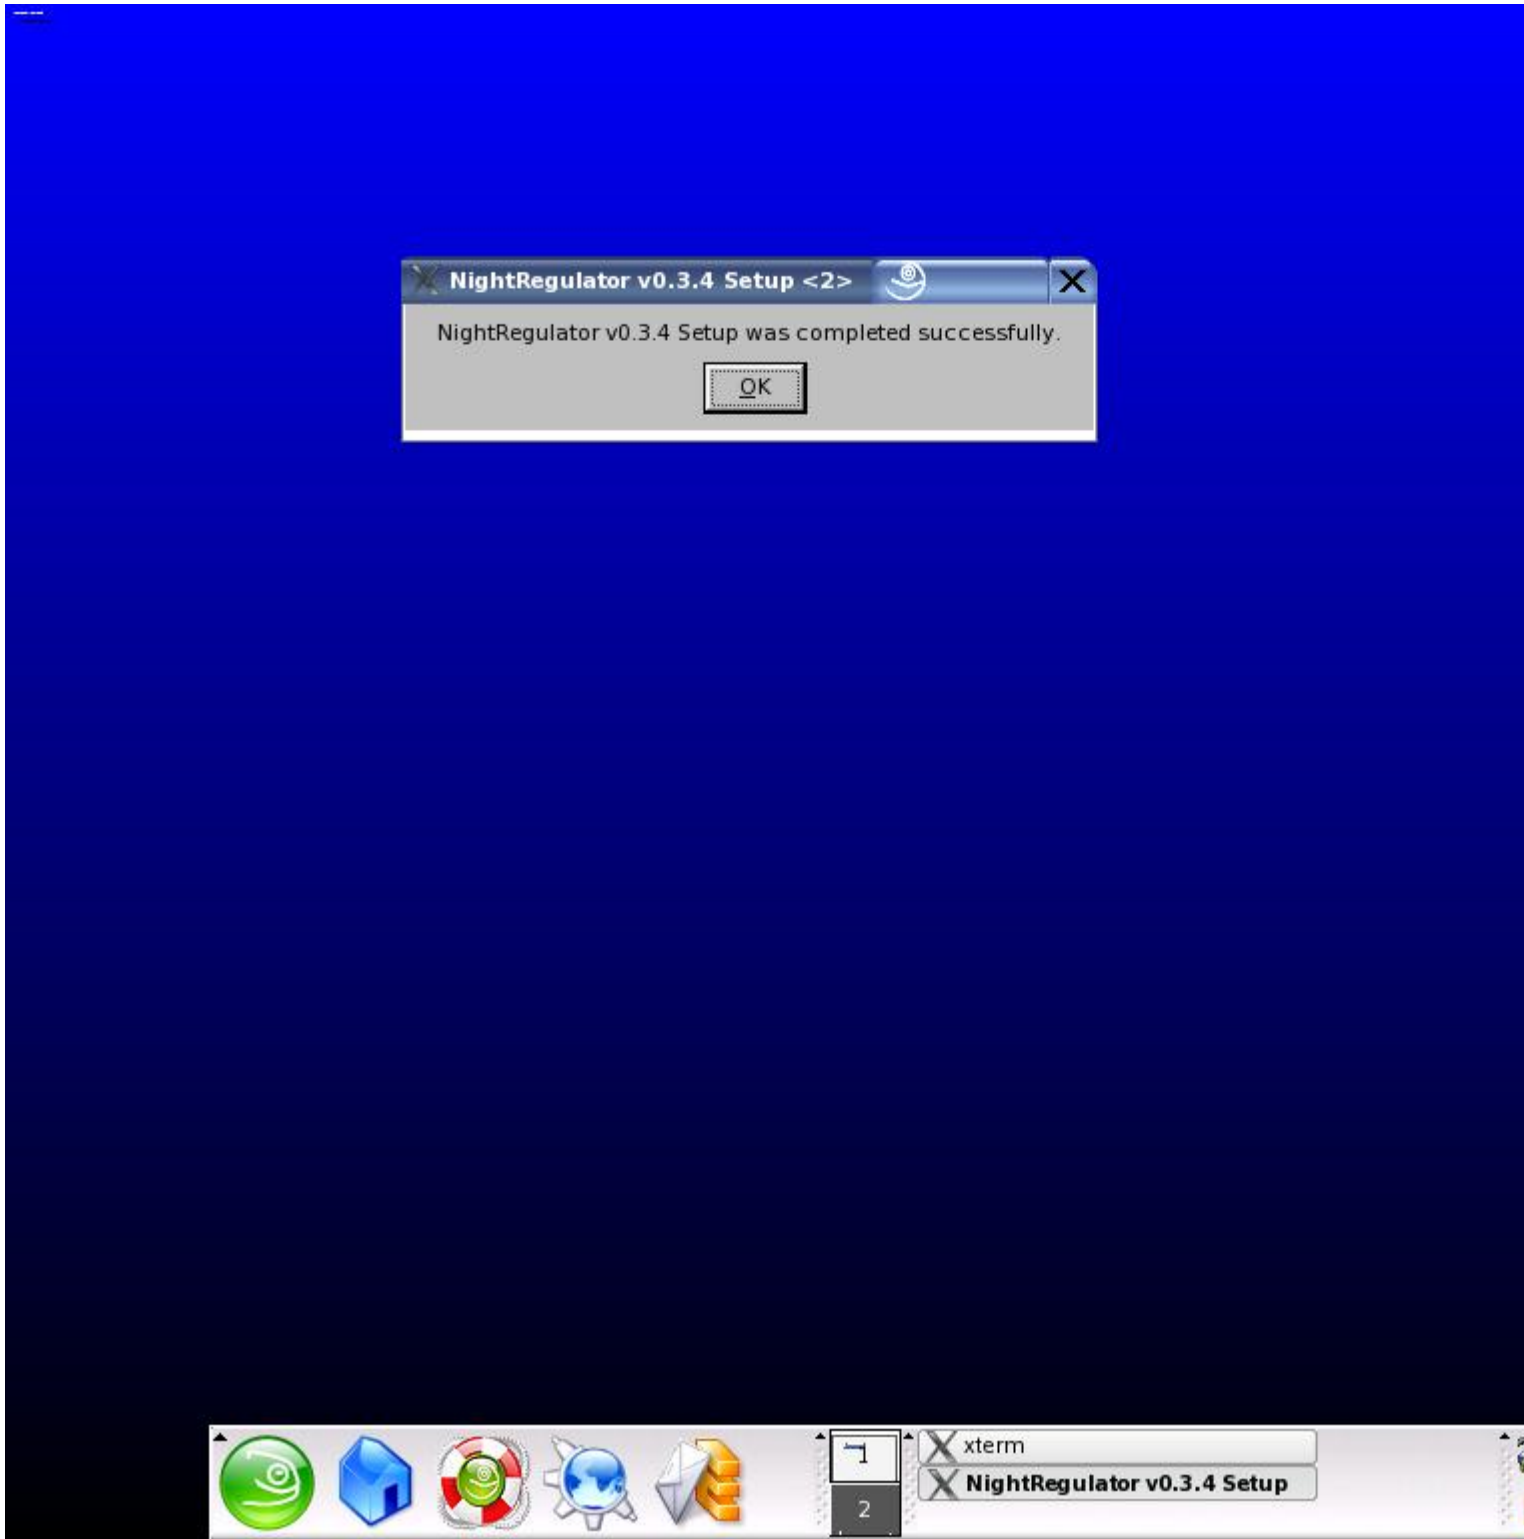 NightRegulator v0.3.4 Setup <2>
NightRegulator v0.3.4 Setup was completed successfully.
OK
1
xterm
NightRegulator v0.3.4 Setup
2